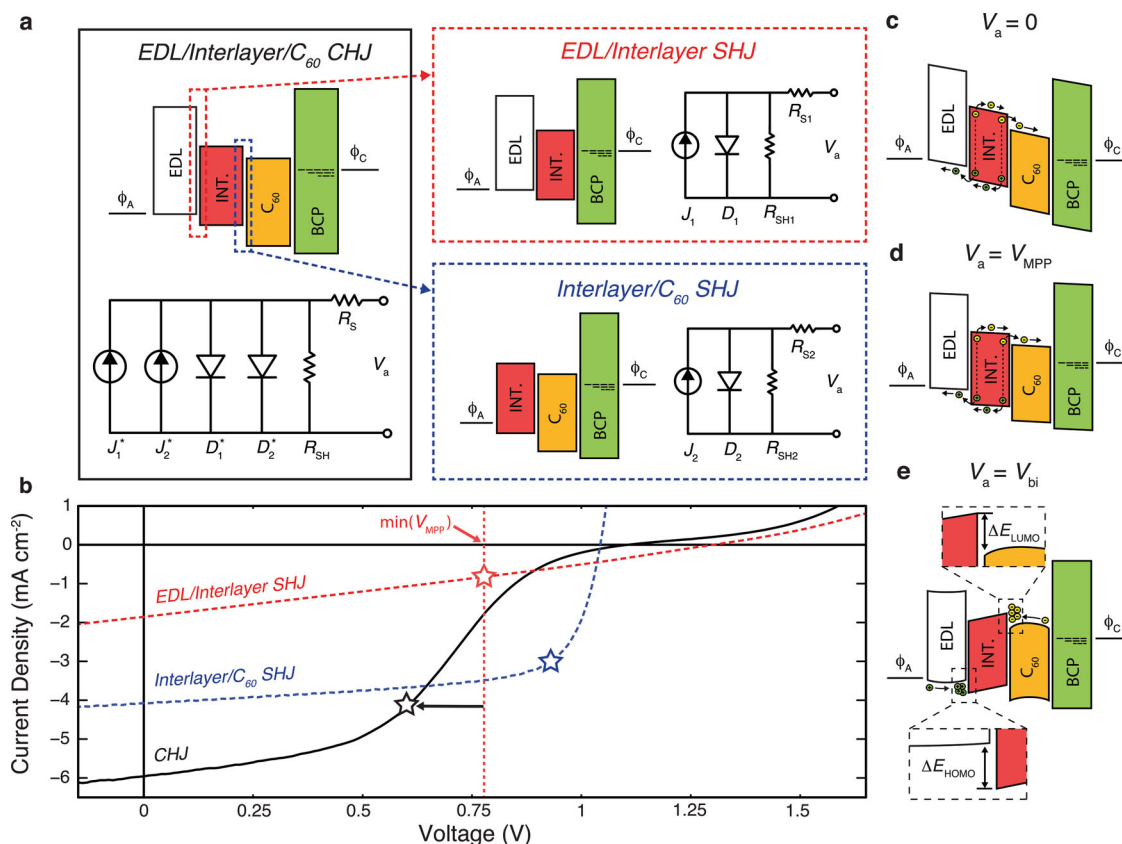 a
EDL/Interlayer/C60 CHJ
EDL
INT.
C60
BCP
ϕA
ϕC
RS
Va
J1* J2* D1* D2* RSH
EDL/Interlayer SHJ
EDL
INT.
BCP
ϕA
ϕC
RS1
Va
J1 D1 RSH1
Interlayer/C60 SHJ
INT.
C60
BCP
ϕA
ϕC
RS2
Va
J2 D2 RSH2
b
min(VMPP)
EDL/Interlayer SHJ
Interlayer/C60 SHJ
CHJ
Current Density (mA cm-2)
1
0
−1
−2
−3
−4
−5
−6
0 0.25 0.5 0.75 1 1.25 1.5
Voltage (V)
c
Va = 0
EDL
INT.
C60
BCP
ϕA
ϕC
d
Va = VMPP
EDL
INT.
C60
BCP
ϕA
ϕC
e
Va = Vbi
ΔELUMO
EDL
INT.
C60
BCP
ϕA
ϕC
ΔEHOMO